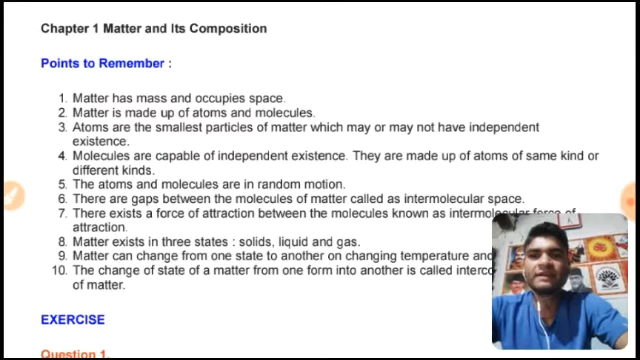 Chapter 1 Matter and Its Composition
Points to Remember :
1. Matter has mass and occupies space.
2. Matter is made up of atoms and molecules.
3. Atoms are the smallest particles of matter which may or may not have independent
existence.
4. Molecules are capable of independent existence. They are made up of atoms of same kind or
different kinds.
5. The atoms and molecules are in random motion.
6. There are gaps between the molecules of matter called as intermolecular space.
7. There exists a force of attraction between the molecules known as intermolecular force of
attraction.
8. Matter exists in three states : solids, liquid and gas.
9. Matter can change from one state to another on changing temperature and
10. The change of state of a matter from one form into another is called
of matter.
EXERCISE
Question 1.